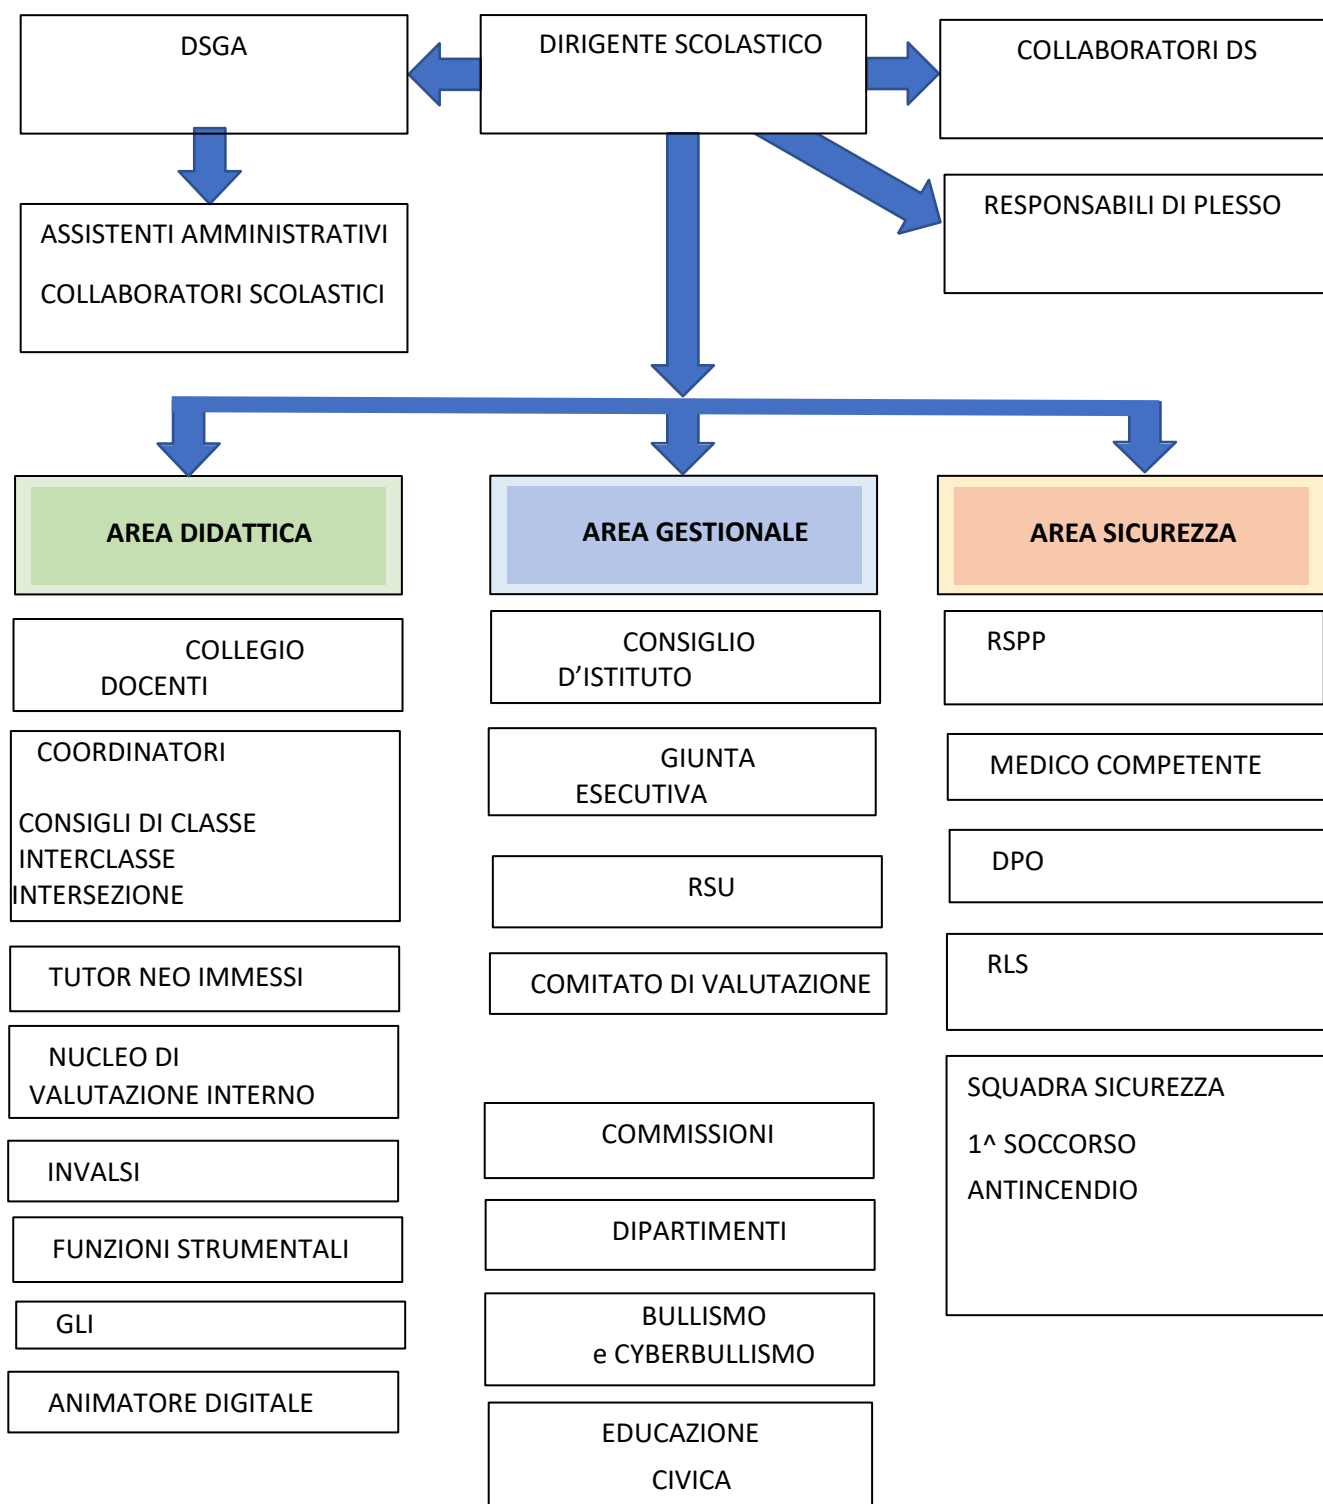 DSGA
DIRIGENTE SCOLASTICO
COLLABORATORI DS
ASSISTENTI AMMINISTRATIVI
COLLABORATORI SCOLASTICI
RESPONSABILI DI PLESSO
AREA DIDATTICA
AREA GESTIONALE
AREA SICUREZZA
COLLEGIO
DOCENTI
COORDINATORI
CONSIGLI DI CLASSE
INTERCLASSE
INTERSEZIONE
TUTOR NEO IMMESSI
NUCLEO DI
VALUTAZIONE INTERNO
INVALSI
FUNZIONI STRUMENTALI
GLI
ANIMATORE DIGITALE
CONSIGLIO
D’ISTITUTO
GIUNTA
ESECUTIVA
RSU
COMITATO DI VALUTAZIONE
COMMISSIONI
DIPARTIMENTI
BULLISMO
e CYBERBULLISMO
EDUCAZIONE
CIVICA
RSPP
MEDICO COMPETENTE
DPO
RLS
SQUADRA SICUREZZA
1^ SOCCORSO
ANTINCENDIO